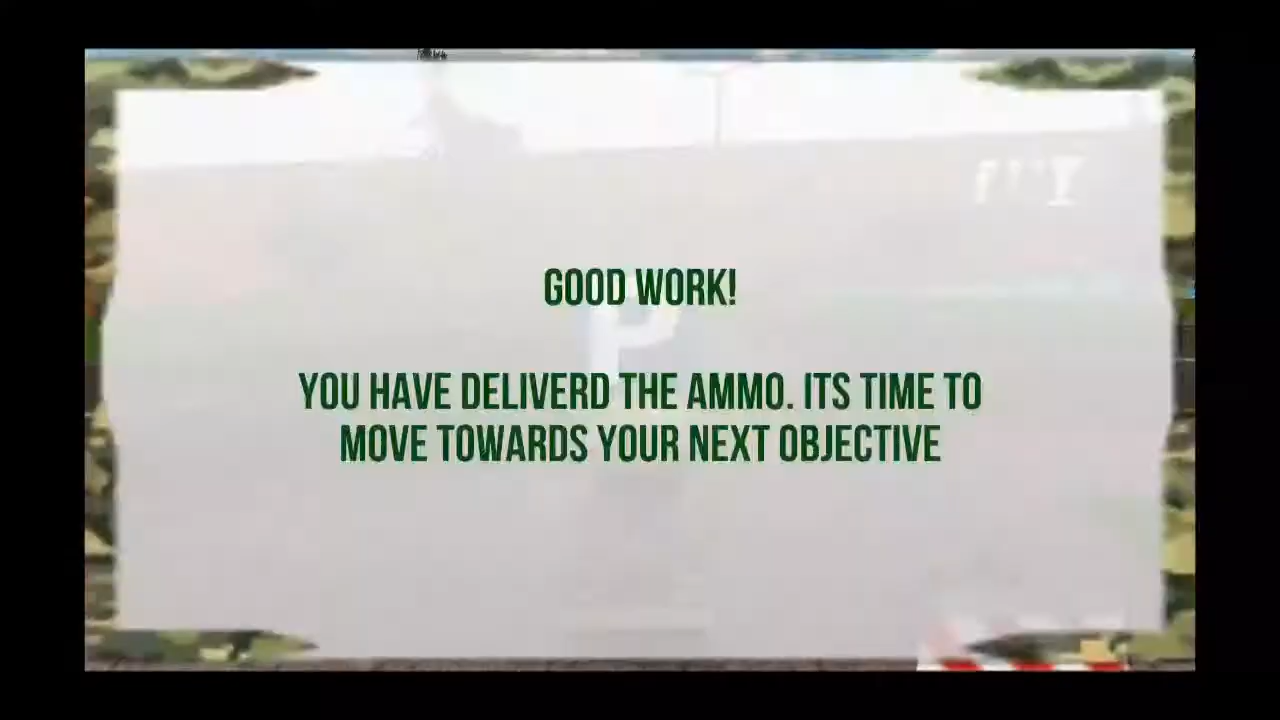 GOOD WORK!
YOU HAVE DELIVERD THE AMMO. ITS TIME TO
MOVE TOWARDS YOUR NEXT OBJECTIVE